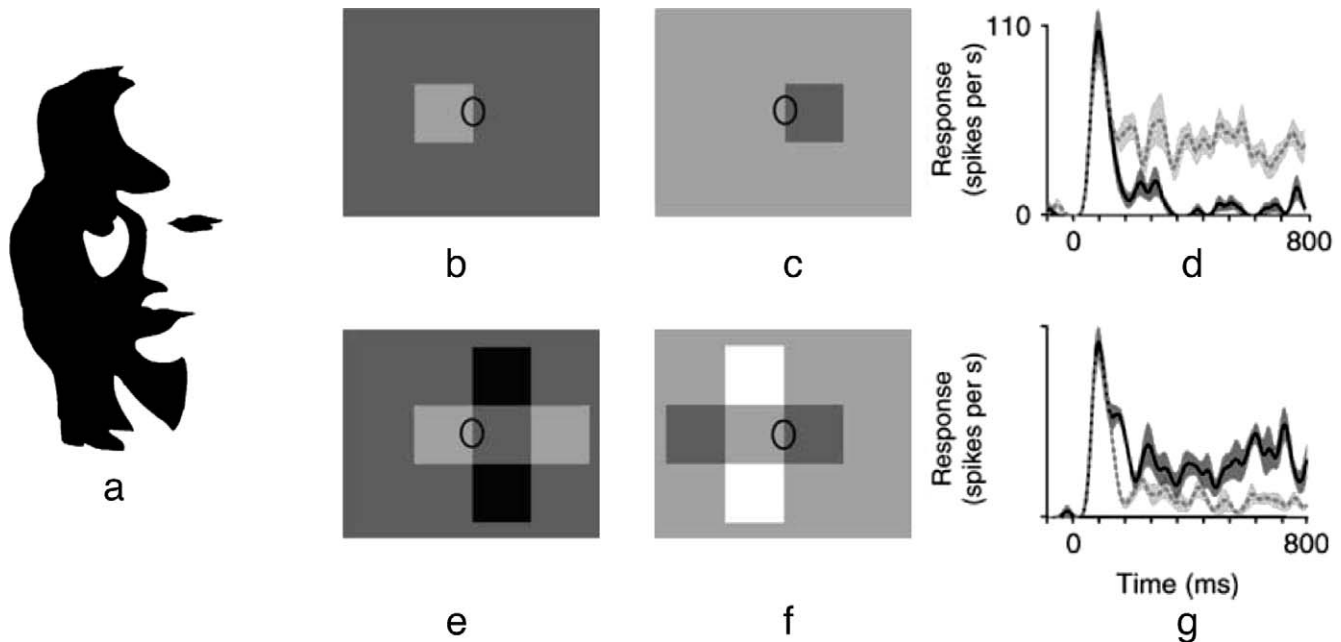 a
b
c
110
Response
(spikes per s)
0
0
800
d
e
f
Response
(spikes per s)
0
800
Time (ms)
g